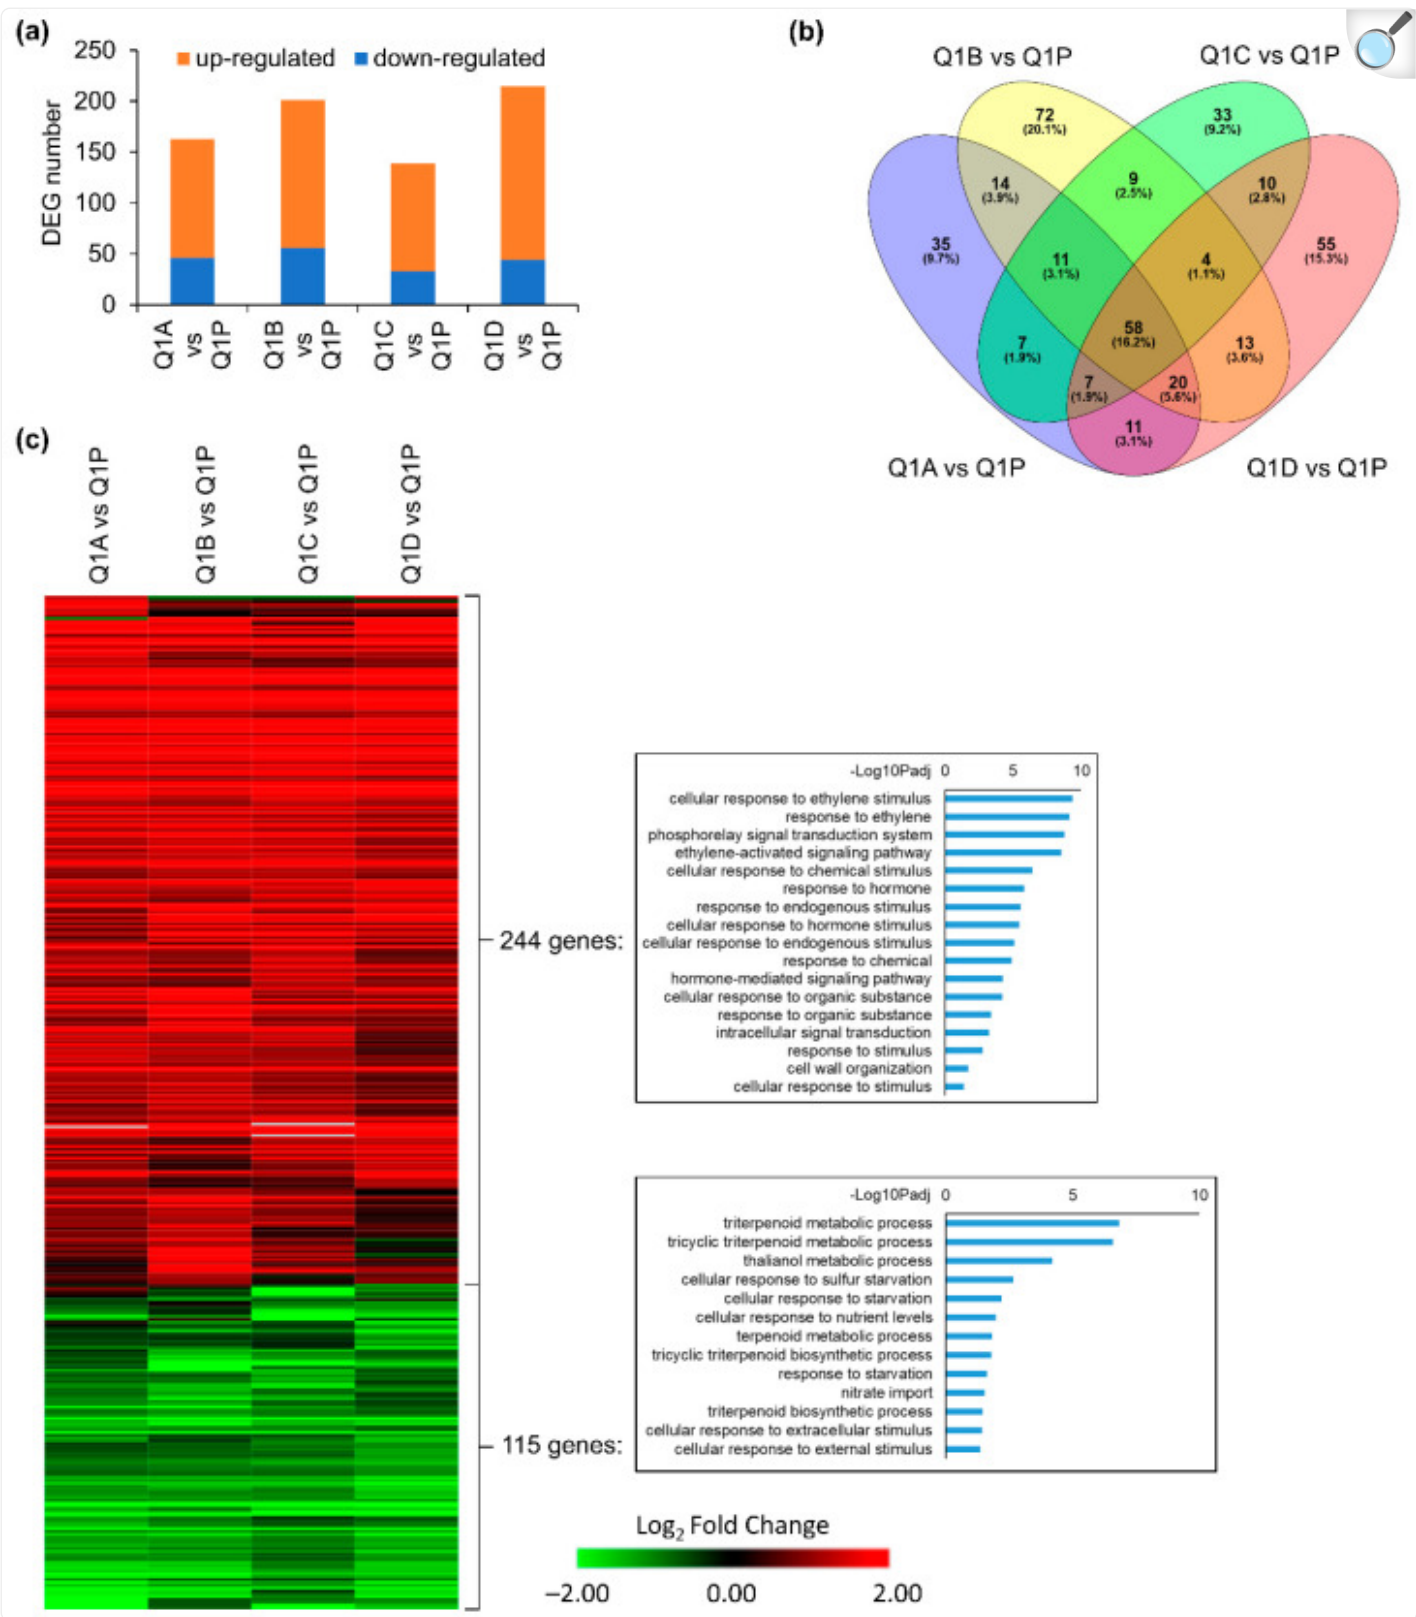 (a)
250
200
150
100
50
0
DEG number
up-regulated
down-regulated
Q1A vs Q1P
Q1B vs Q1P
Q1C vs Q1P
Q1D vs Q1P
(b)
Q1B vs Q1P
Q1C vs Q1P
72
(20.1%)
33
(9.2%)
14
(3.9%)
9
(2.5%)
10
(2.8%)
35
(9.7%)
11
(3.1%)
4
(1.1%)
55
(15.3%)
7
(1.9%)
58
(16.2%)
13
(3.6%)
7
(1.9%)
20
(5.6%)
11
(3.1%)
Q1A vs Q1P
Q1D vs Q1P
(c)
Q1A vs Q1P
Q1B vs Q1P
Q1C vs Q1P
Q1D vs Q1P
244 genes:
-Log10Padj 0 5 10
cellular response to ethylene stimulus
response to ethylene
phosphorelay signal transduction system
ethylene-activated signaling pathway
cellular response to chemical stimulus
response to hormone
response to endogenous stimulus
cellular response to hormone stimulus
cellular response to endogenous stimulus
response to chemical
hormone-mediated signaling pathway
cellular response to organic substance
response to organic substance
intracellular signal transduction
response to stimulus
cell wall organization
cellular response to stimulus
115 genes:
-Log10Padj 0 5 10
triterpenoid metabolic process
tricyclic triterpenoid metabolic process
thalianol metabolic process
cellular response to sulfur starvation
cellular response to starvation
cellular response to nutrient levels
terpenoid metabolic process
tricyclic triterpenoid biosynthetic process
response to starvation
nitrate import
triterpenoid biosynthetic process
cellular response to extracellular stimulus
cellular response to external stimulus
Log₂ Fold Change
–2.00 0.00 2.00